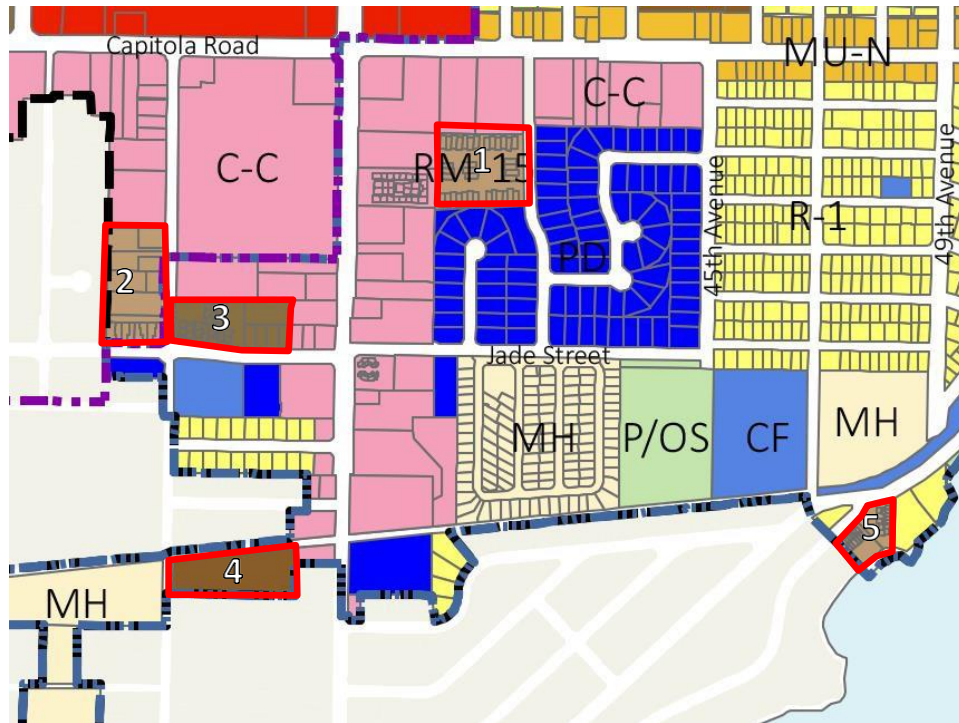 Capitola Road
MU-N
C-C
C-C
RM-15
1
R-1
45th Avenue
49th Avenue
PD
2
3
Jade Street
MH
P/OS
CF
MH
5
4
MH